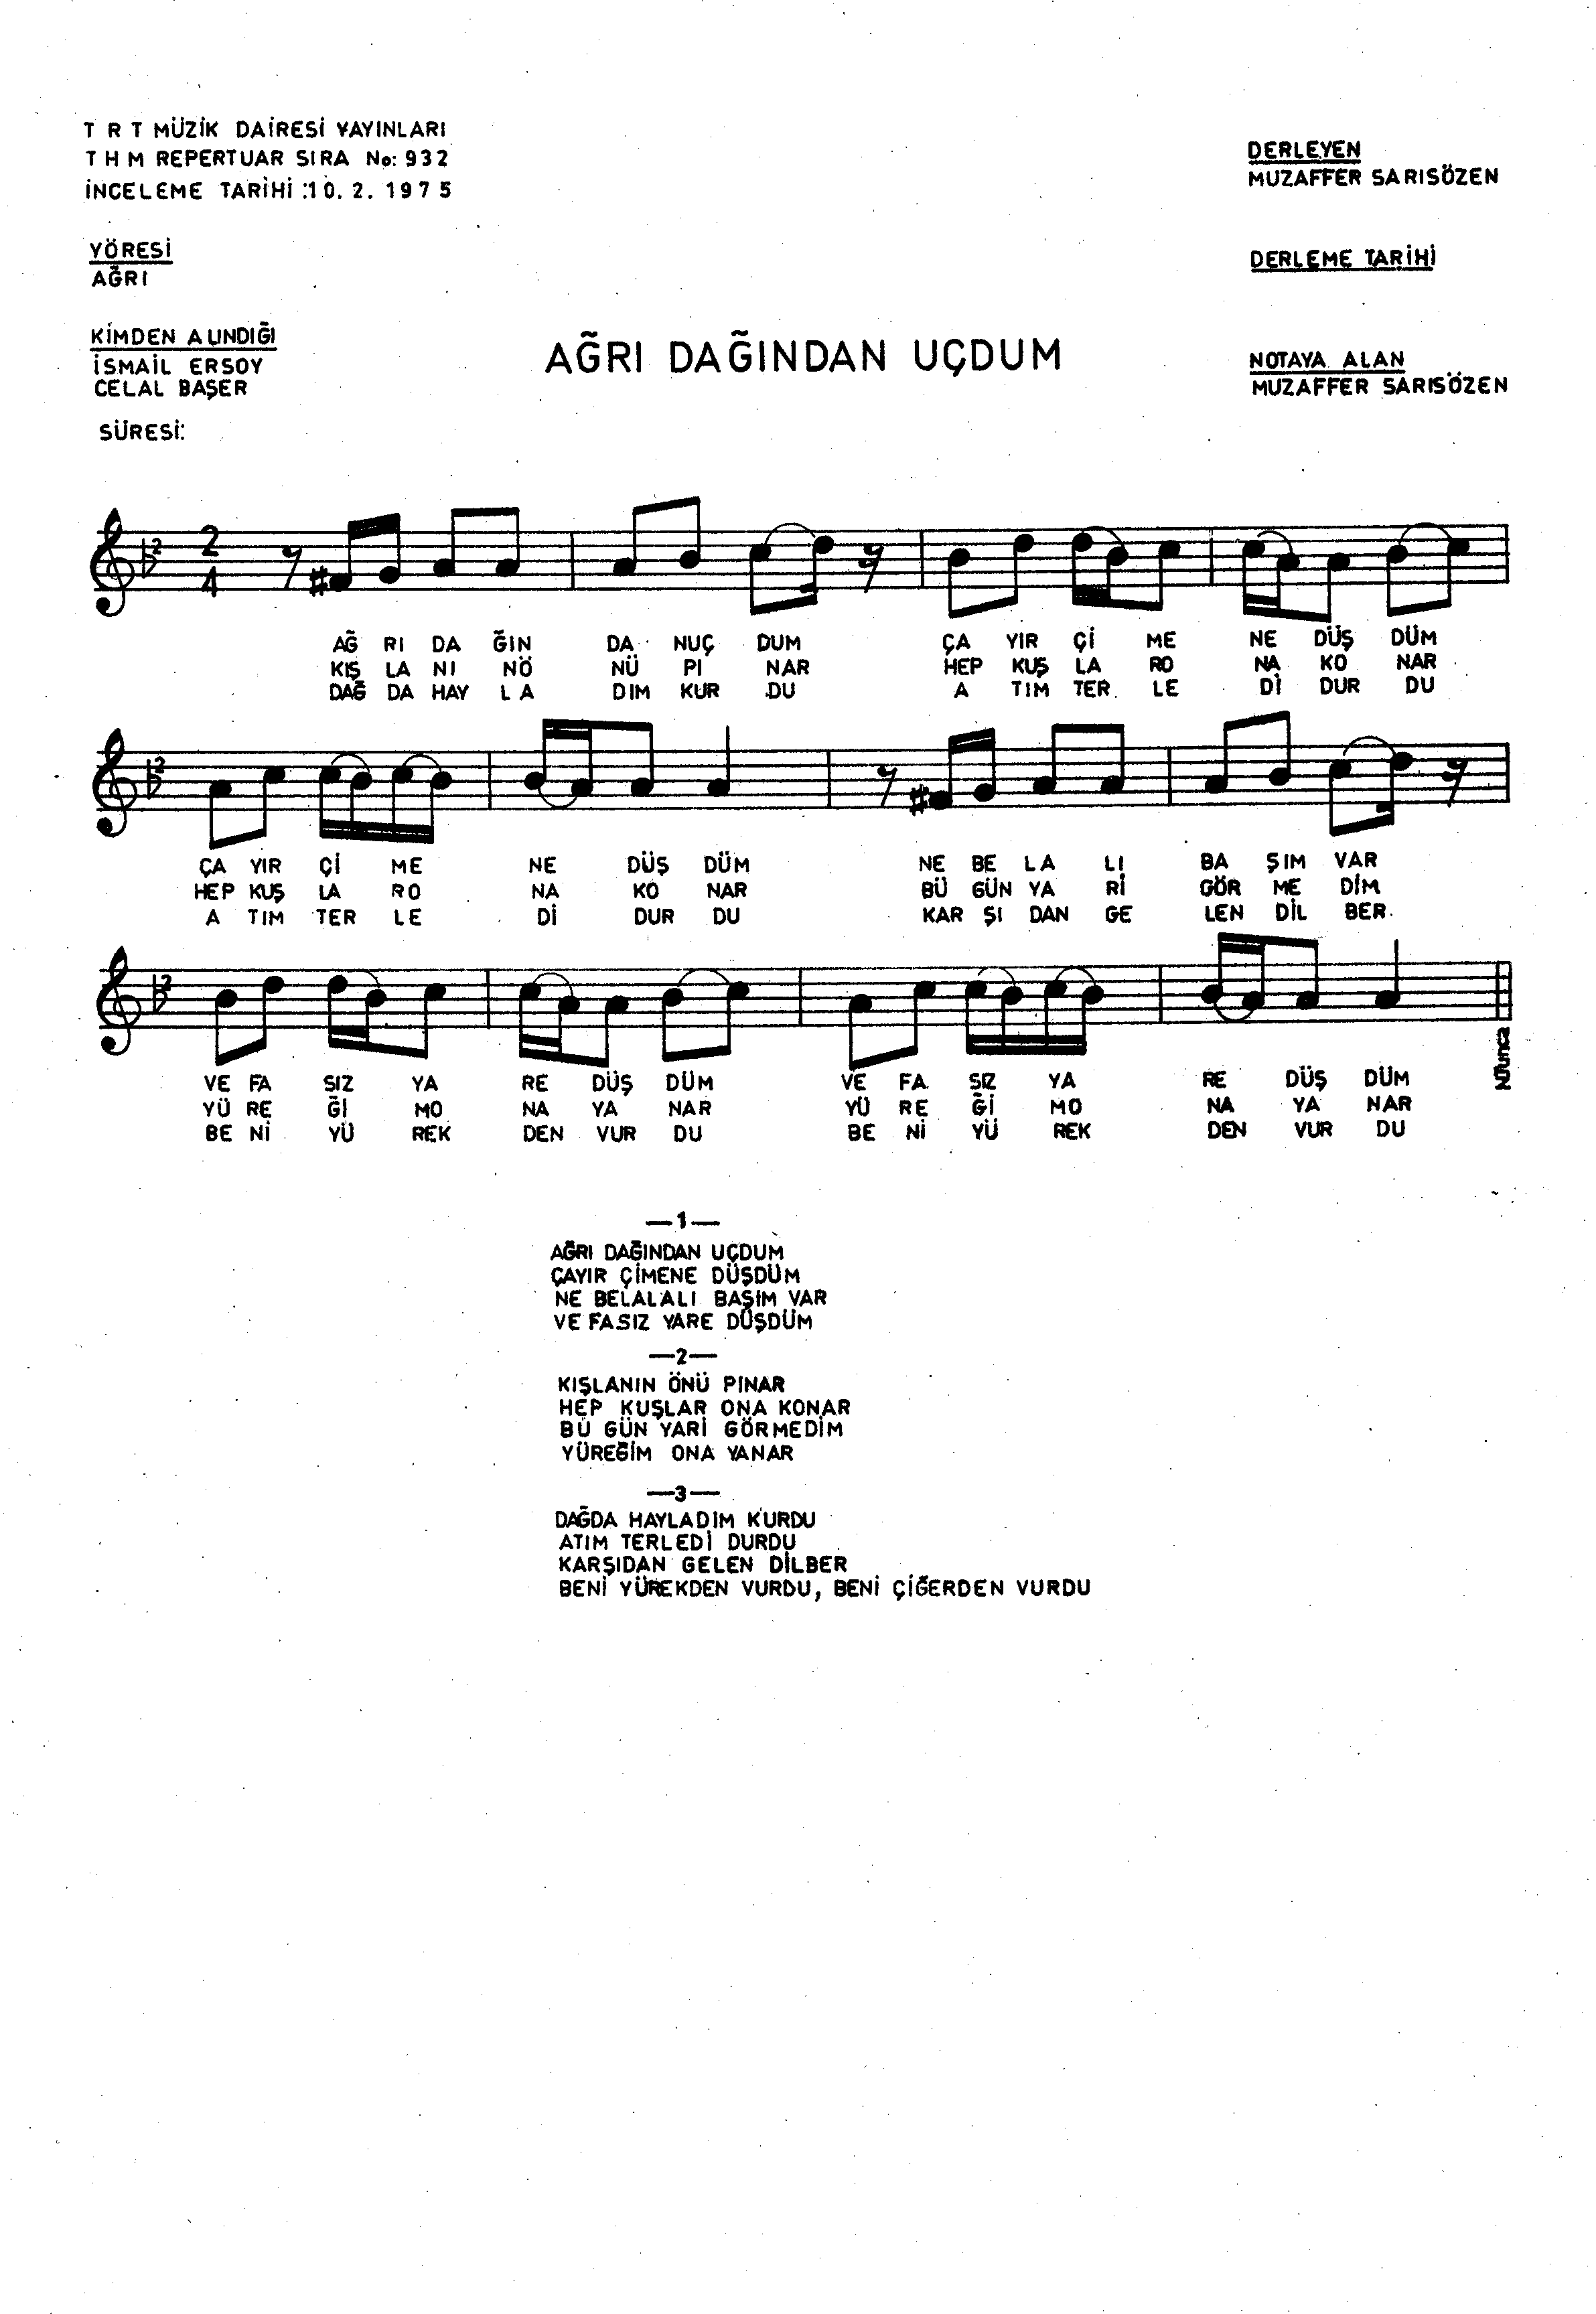 T R T MÜZİK DAİRESİ YAYINLARI
T H M REPERTUAR SIRA No: 932
İNCELEME TARİHİ :10. 2. 1975
DERLEYEN
MUZAFFER SARISÖZEN
YÖRESİ
AĞRI
DERLEME TARİHİ
KİMDEN ALINDIĞI
İSMAİL ERSOY
CELAL BAŞER
AĞRI DAĞINDAN UÇDUM
NOTAYA ALAN
MUZAFFER SARISÖZEN
SÜRESİ:
2
2
4
AĞ RI DA ĞIN DA NUÇ DUM ÇA YIR Çİ ME NE DÜŞ DÜM
KIŞ LA NI NÖ NÜ PI NAR HEP KUŞ LA RO NA KO NAR
DAĞ DA HAY LA DIM KUR DU A TIM TER LE Dİ DUR DU
2
ÇA YIR Çİ ME NE DÜŞ DÜM NE BE LA LI BA ŞIM VAR
HEP KUŞ LA RO NA KO NAR BÜ GÜN YA Rİ GÖR ME DİM
A TIM TER LE Dİ DUR DU KAR ŞI DAN GE LEN DİL BER
2
VE FA SIZ YA RE DÜŞ DÜM VE FA SIZ YA RE DÜŞ DÜM
YÜ RE Ğİ MO NA YA NAR YÜ RE Ğİ MO NA YA NAR
BE Nİ YÜ REK DEN VUR DU BE Nİ YÜ REK DEN VUR DU
—1—
AĞRI DAĞINDAN UÇDUM
ÇAYIR ÇİMENE DÜŞDÜM
NE BELALALI BAŞIM VAR
VE FASIZ YARE DÜŞDÜM
—2—
KIŞLANIN ÖNÜ PINAR
HEP KUŞLAR ONA KONAR
BÜ GÜN YARİ GÖRMEDİM
YÜREĞİM ONA YANAR
—3—
DAĞDA HAYLADIM KURDU
ATIM TERLEDİ DURDU
KARŞIDAN GELEN DİLBER
BENİ YÜREKDEN VURDU, BENİ ÇİĞERDEN VURDU